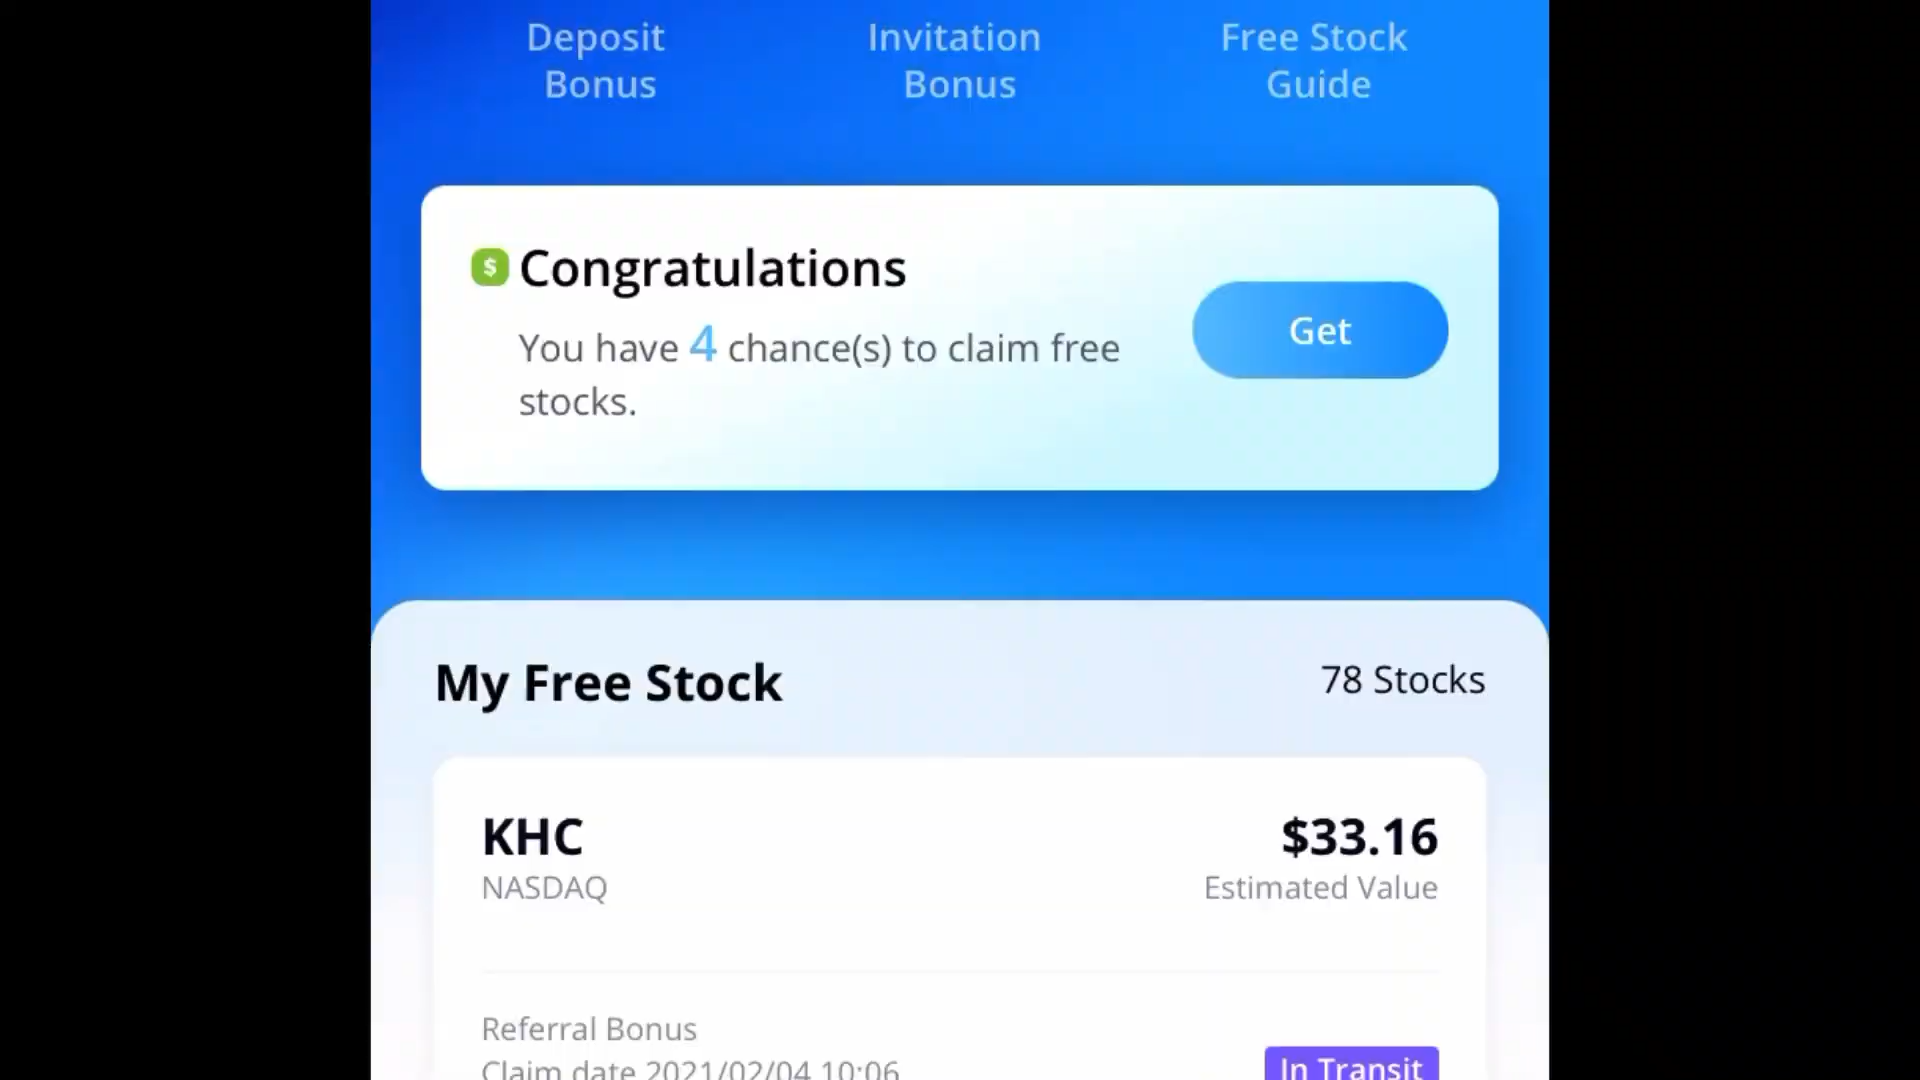 Deposit Bonus
Invitation Bonus
Free Stock Guide
$ Congratulations
You have 4 chance(s) to claim free
stocks.
Get
My Free Stock
78 Stocks
KHC
$33.16
NASDAQ
Estimated Value
Referral Bonus
Claim date 2021/02/04 10:06
In Transit